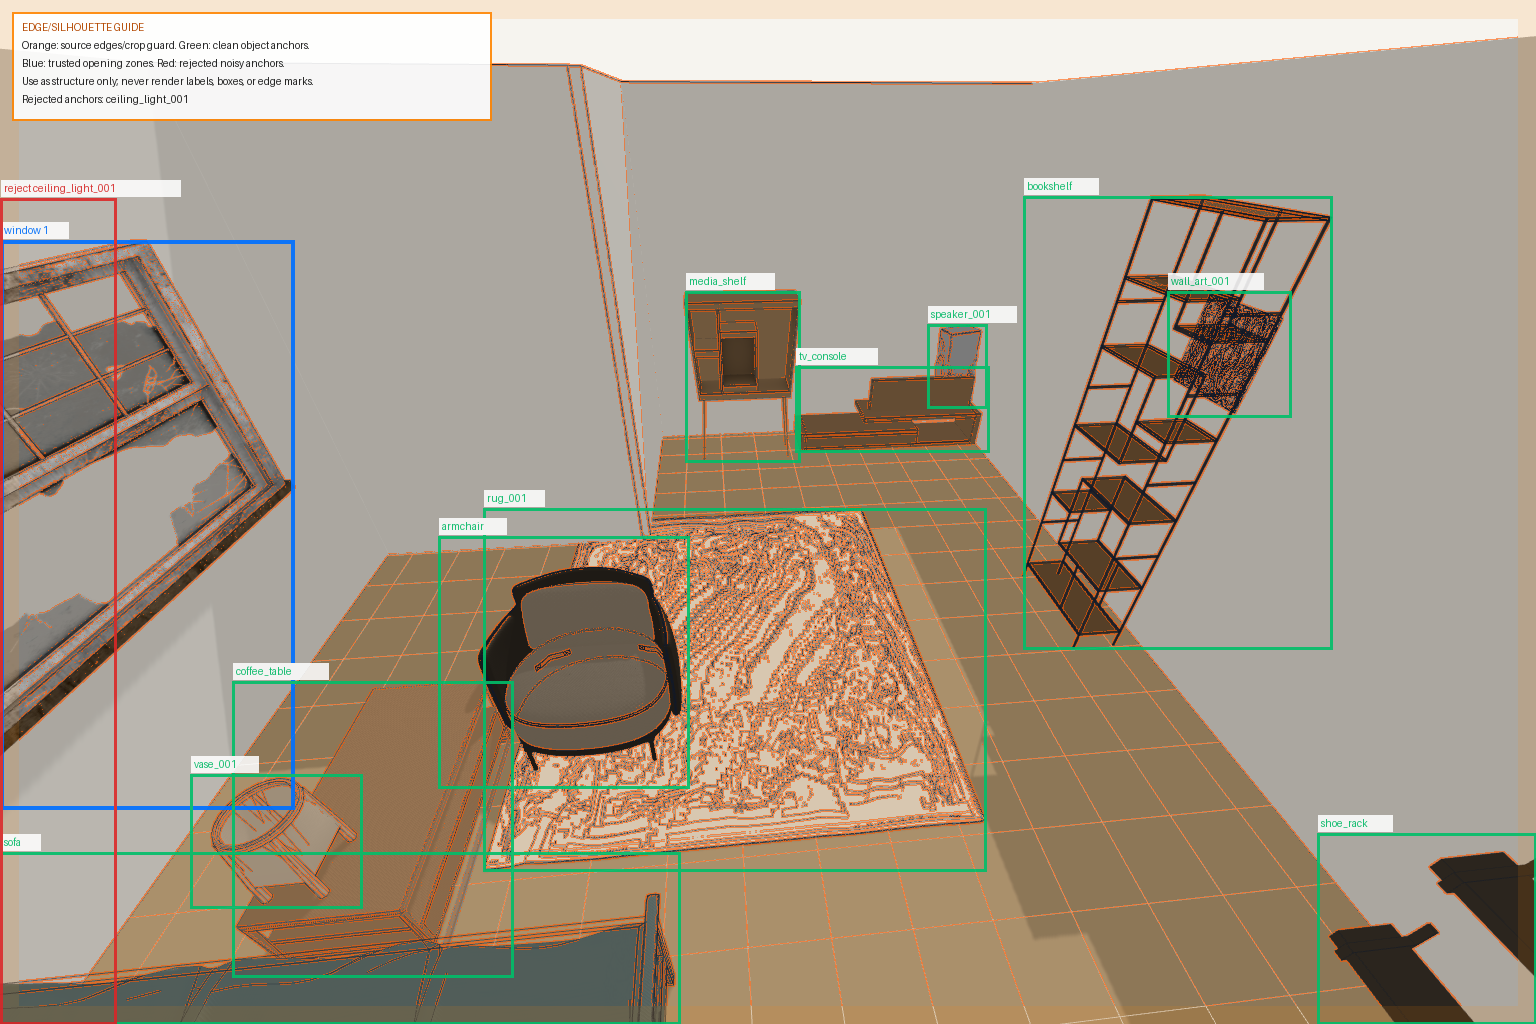 EDGE/SILHOUETTE GUIDE
Orange: source edges/crop guard. Green: clean object anchors.
Blue: trusted opening zones. Red: rejected noisy anchors.
Use as structure only; never render labels, boxes, or edge marks.
Rejected anchors: ceiling_light_001
reject ceiling_light_001
bookshelf
window 1
media_shelf
wall_art_001
speaker_001
tv_console
rug_001
armchair
coffee_table
vase_001
shoe_rack
sofa